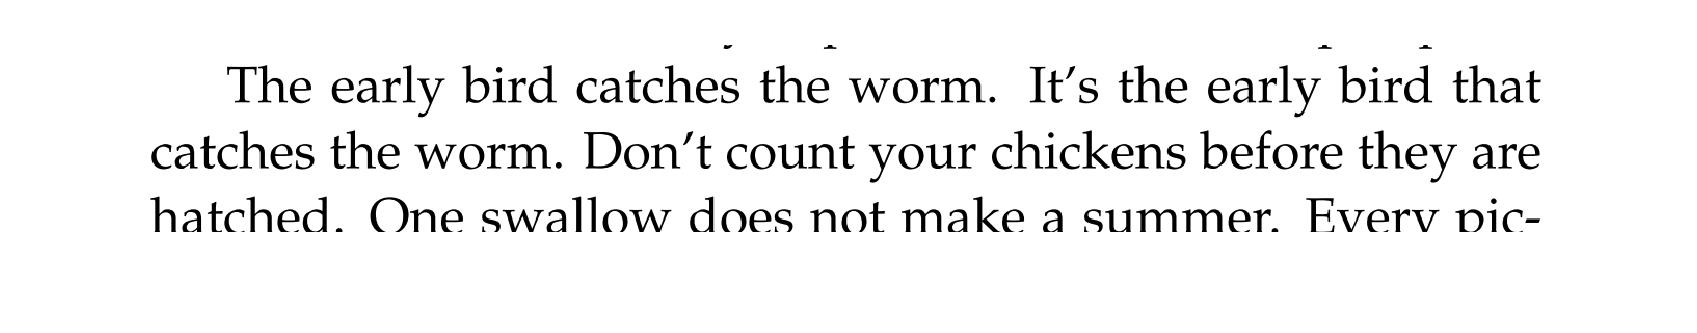 The early bird catches the worm. It’s the early bird that
catches the worm. Don’t count your chickens before they are
hatched. One swallow does not make a summer. Every pic-